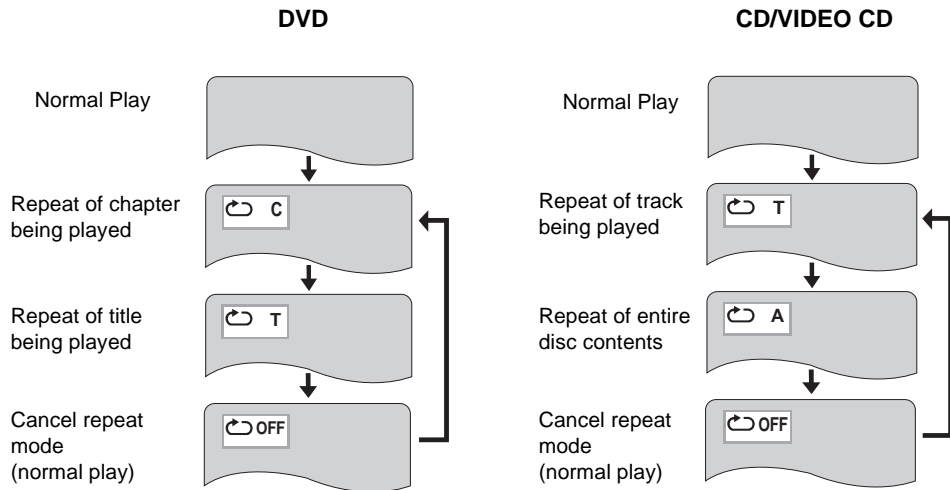 DVD
Normal Play
Repeat of chapter
being played
C
Repeat of title
being played
T
Cancel repeat
mode
(normal play)
OFF
CD/VIDEO CD
Normal Play
Repeat of track
being played
T
Repeat of entire
disc contents
A
Cancel repeat
mode
(normal play)
OFF